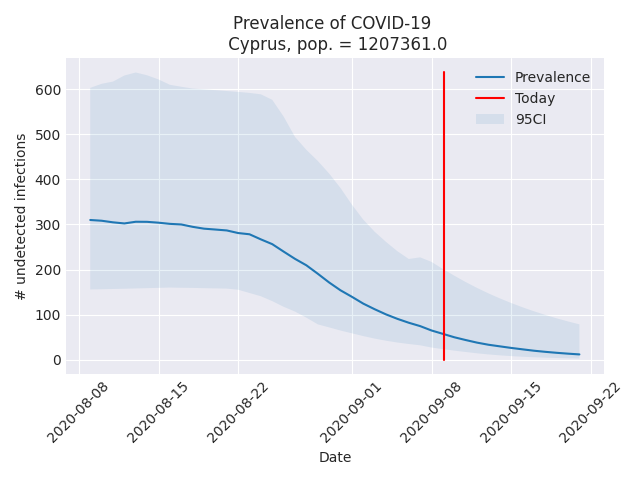 Prevalence of COVID-19
Cyprus, pop. = 1207361.0
Prevalence
Today
95CI
# undetected infections
600
500
400
300
200
100
0
2020-08-08
2020-08-15
2020-08-22
2020-09-01
2020-09-08
2020-09-15
2020-09-22
Date